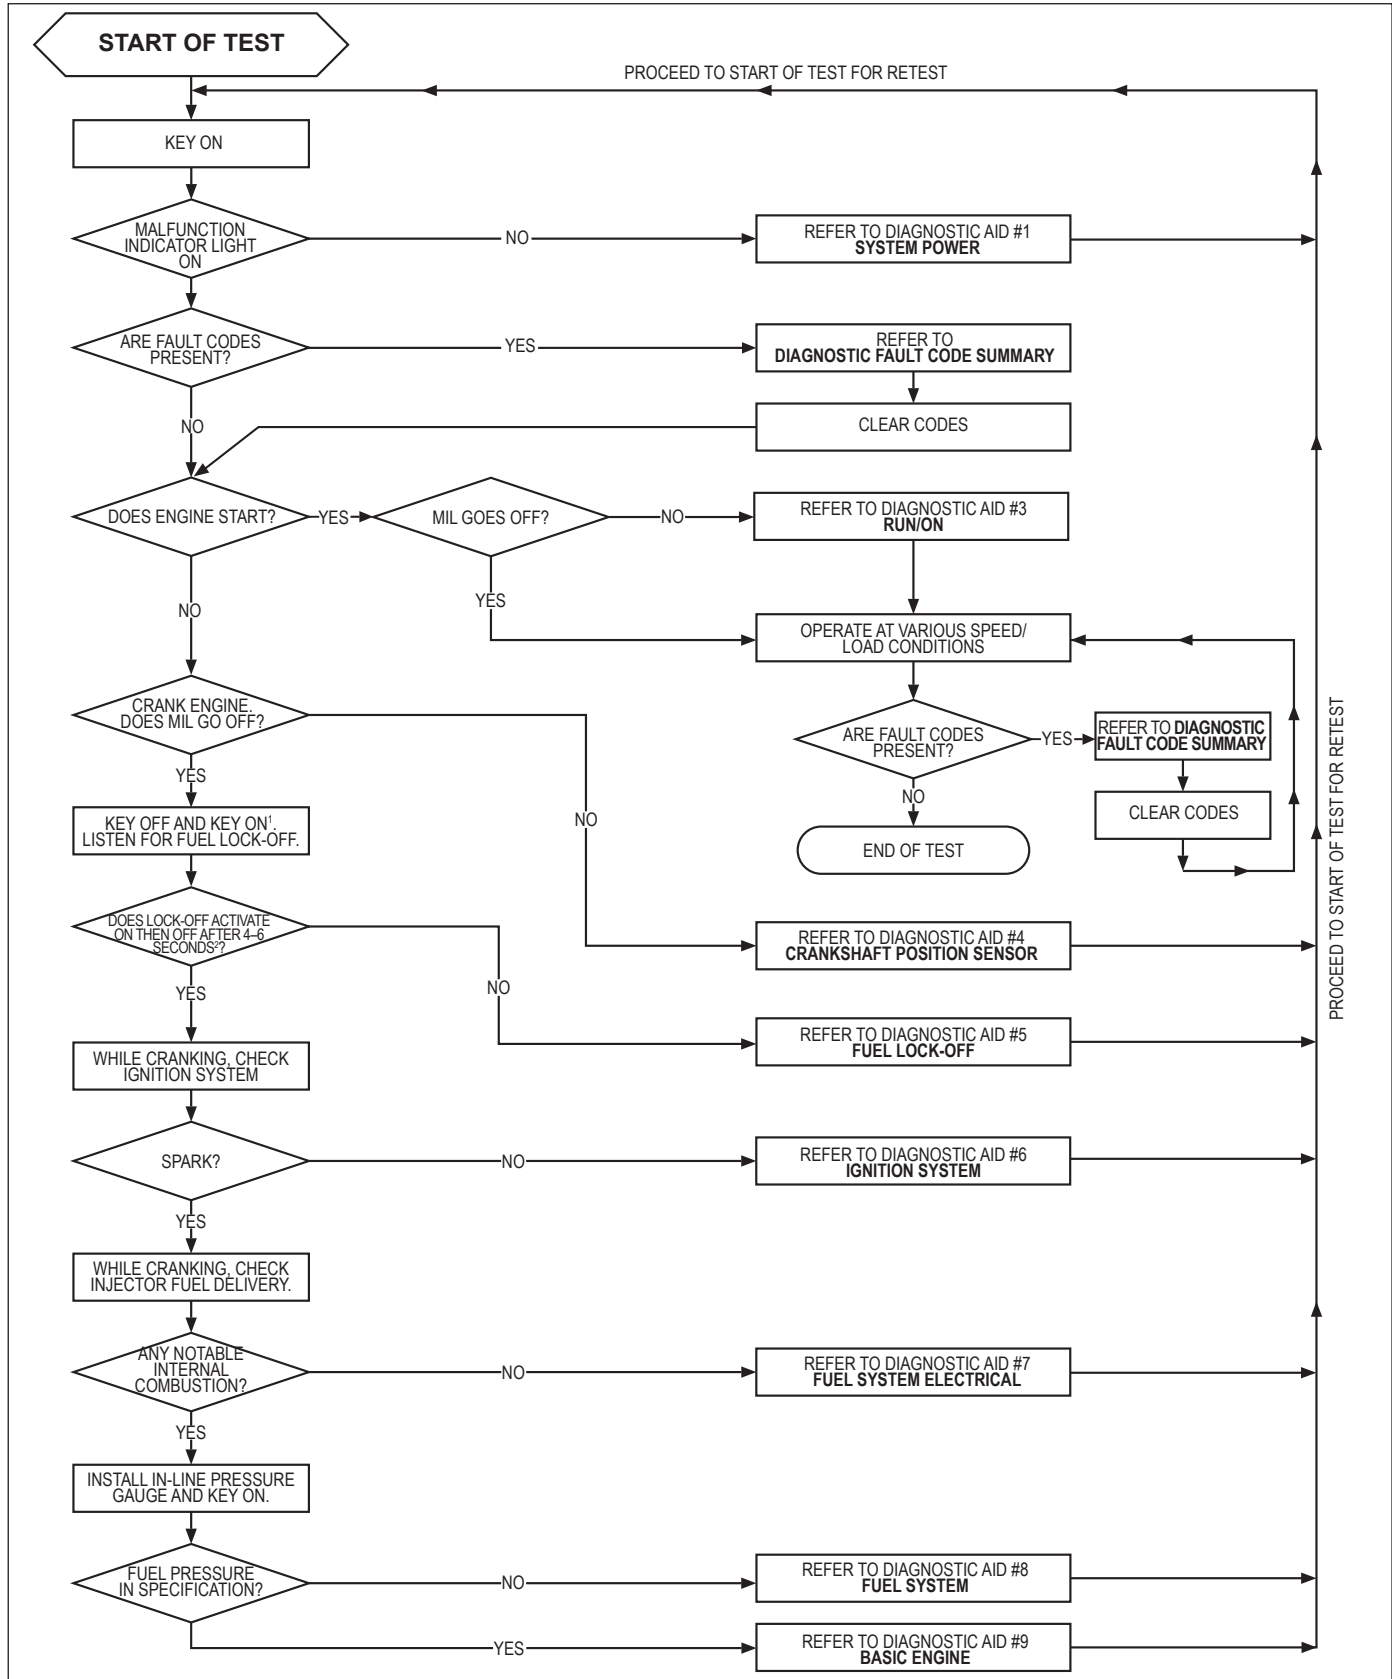 START OF TEST
PROCEED TO START OF TEST FOR RETEST
KEY ON
MALFUNCTION
INDICATOR LIGHT
ON
NO
REFER TO DIAGNOSTIC AID #1
SYSTEM POWER
ARE FAULT CODES
PRESENT?
YES
REFER TO
DIAGNOSTIC FAULT CODE SUMMARY
NO
CLEAR CODES
DOES ENGINE START?
YES
MIL GOES OFF?
NO
REFER TO DIAGNOSTIC AID #3
RUN/ON
NO
YES
OPERATE AT VARIOUS SPEED/
LOAD CONDITIONS
CRANK ENGINE.
DOES MIL GO OFF?
ARE FAULT CODES
PRESENT?
YES
REFER TO DIAGNOSTIC
FAULT CODE SUMMARY
PROCEED TO START OF TEST FOR RETEST
YES
NO
CLEAR CODES
KEY OFF AND KEY ON¹.
LISTEN FOR FUEL LOCK-OFF.
NO
END OF TEST
DOES LOCK-OFF ACTIVATE
ON THEN OFF AFTER 4–6
SECONDS²?
REFER TO DIAGNOSTIC AID #4
CRANKSHAFT POSITION SENSOR
YES
NO
WHILE CRANKING, CHECK
IGNITION SYSTEM
REFER TO DIAGNOSTIC AID #5
FUEL LOCK-OFF
SPARK?
NO
REFER TO DIAGNOSTIC AID #6
IGNITION SYSTEM
YES
WHILE CRANKING, CHECK
INJECTOR FUEL DELIVERY.
ANY NOTABLE
INTERNAL
COMBUSTION?
NO
REFER TO DIAGNOSTIC AID #7
FUEL SYSTEM ELECTRICAL
YES
INSTALL IN-LINE PRESSURE
GAUGE AND KEY ON.
FUEL PRESSURE
IN SPECIFICATION?
NO
REFER TO DIAGNOSTIC AID #8
FUEL SYSTEM
YES
REFER TO DIAGNOSTIC AID #9
BASIC ENGINE